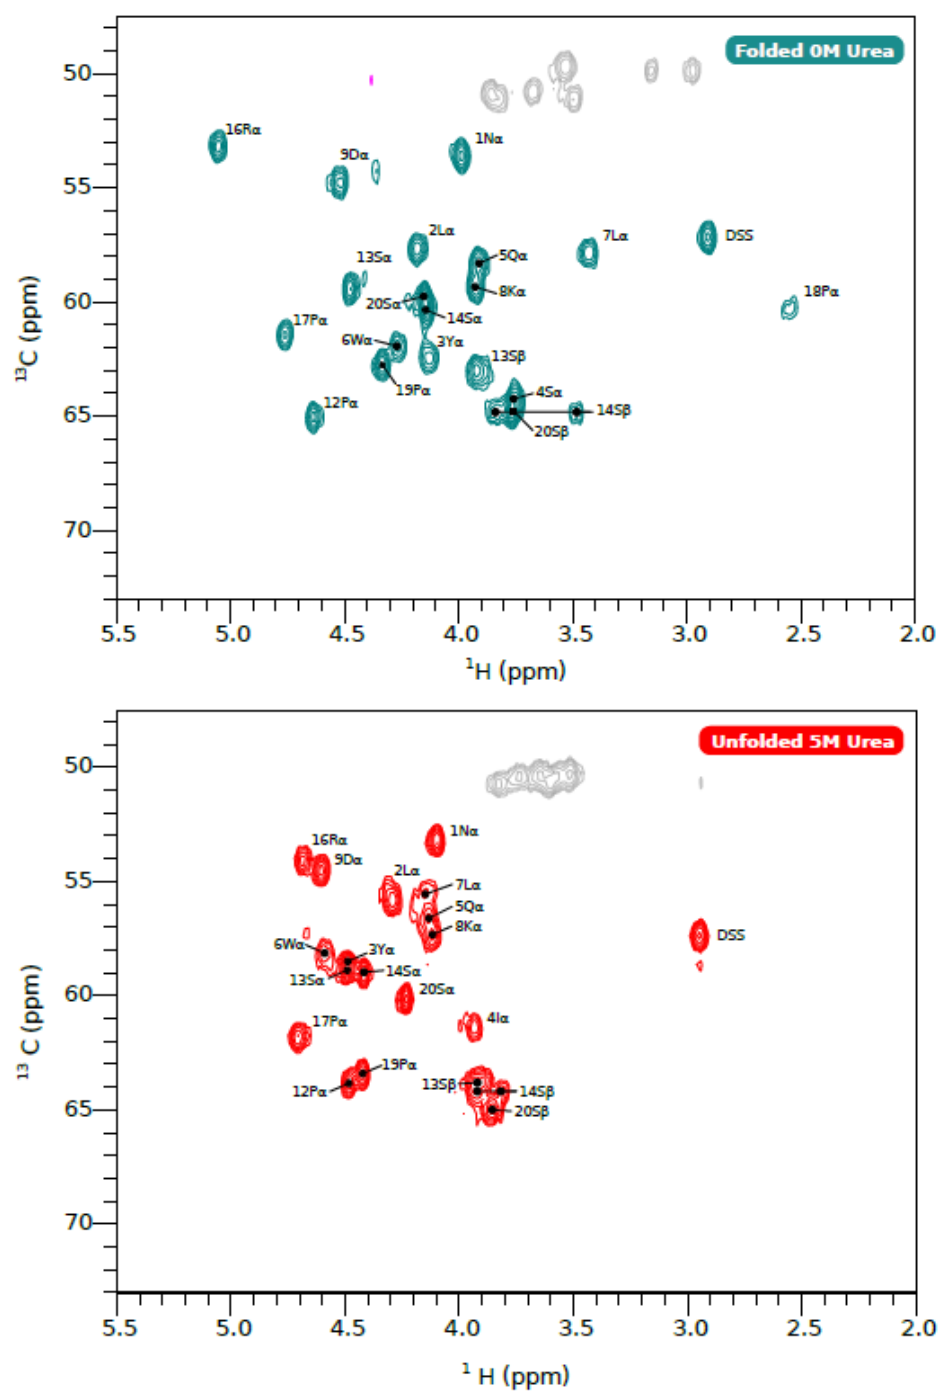 Folded 0M Urea
50
16Rα
1Nα
9Dα
55
2Lα
7Lα
DSS
5Qα
13Sα
8Kα
18Pα
60
20Sα
14Sα
17Pα
6Wα
3Yα
13Sβ
19Pα
4Sα
12Pα
14Sβ
65
20Sβ
70
¹³C (ppm)
5.5 5.0 4.5 4.0 3.5 3.0 2.5 2.0
¹H (ppm)
Unfolded 5M Urea
50
1Nα
16Rα
9Dα
55
2Lα
7Lα
5Qα
8Kα
DSS
6Wα
3Yα
13Sα
14Sα
60
20Sα
17Pα
4Iα
19Pα
12Pα
13Sβ
14Sβ
65
20Sβ
70
¹³ C (ppm)
5.5 5.0 4.5 4.0 3.5 3.0 2.5 2.0
¹ H (ppm)